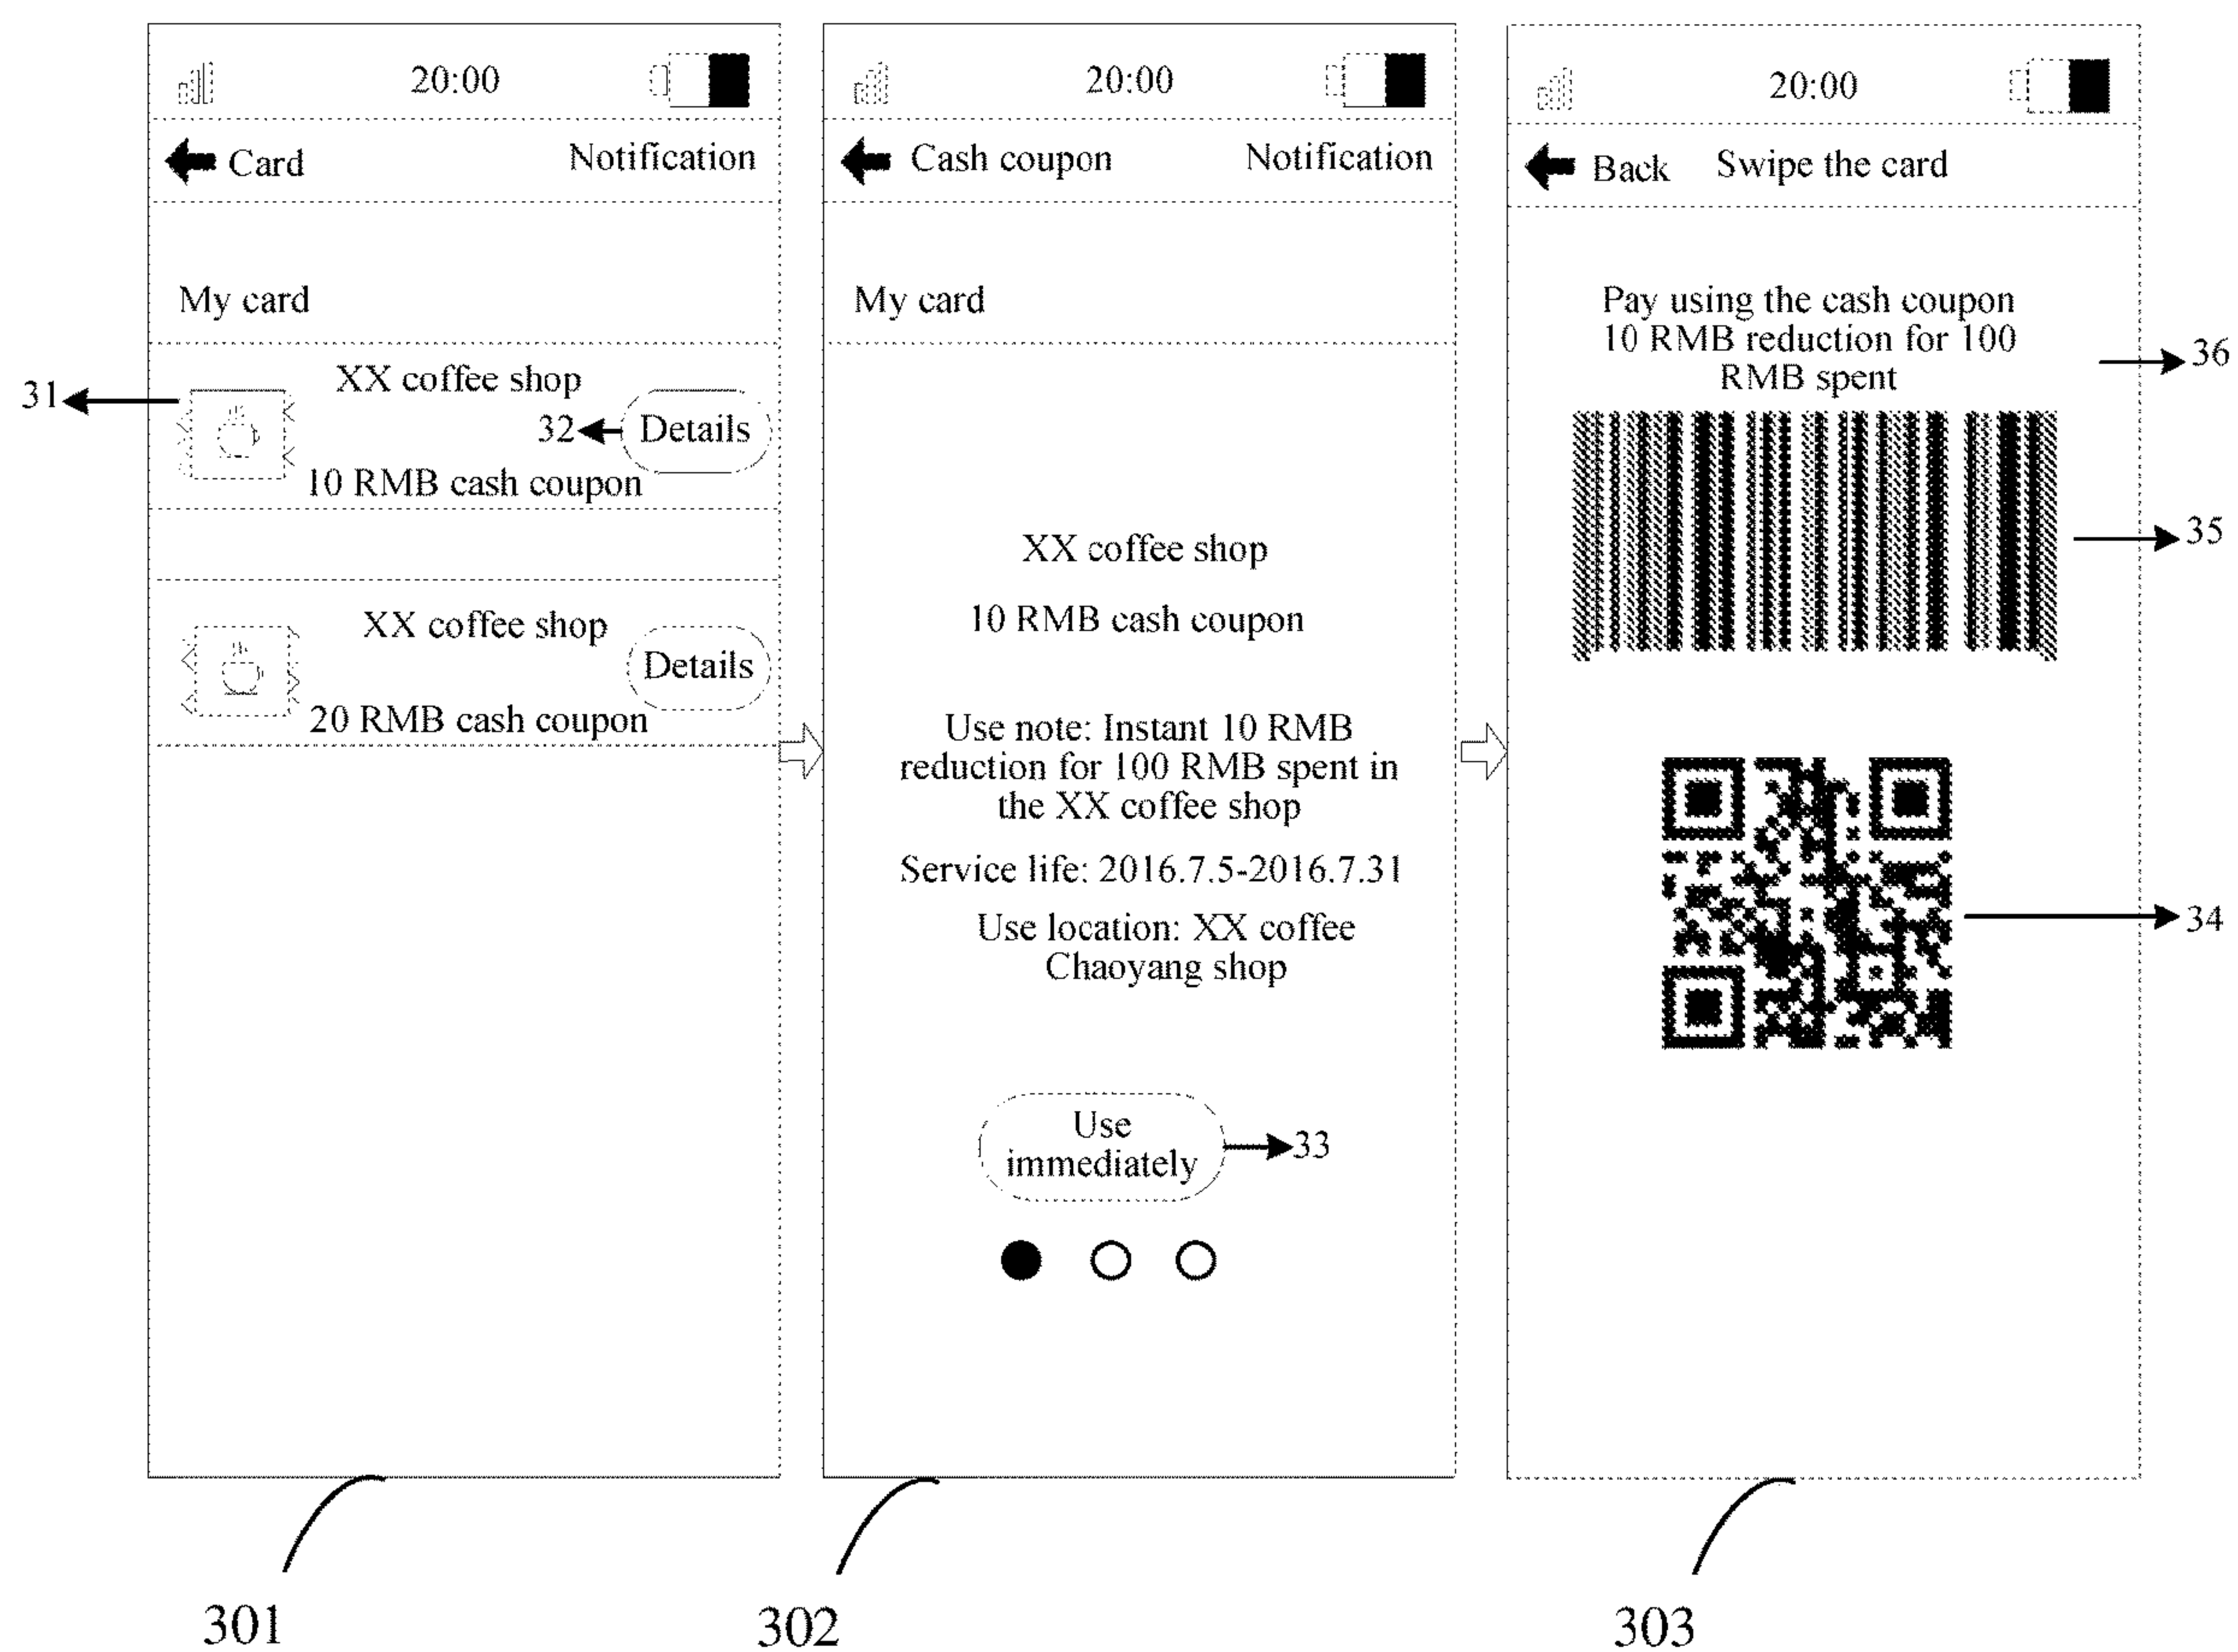 20:00
Card
Notification
My card
31
XX coffee shop
32
Details
10 RMB cash coupon
XX coffee shop
Details
20 RMB cash coupon
301
20:00
Cash coupon
Notification
My card
XX coffee shop
10 RMB cash coupon
Use note: Instant 10 RMB
reduction for 100 RMB spent in
the XX coffee shop
Service life: 2016.7.5-2016.7.31
Use location: XX coffee
Chaoyang shop
Use
immediately
33
302
20:00
Back
Swipe the card
Pay using the cash coupon
10 RMB reduction for 100
RMB spent
36
35
34
303